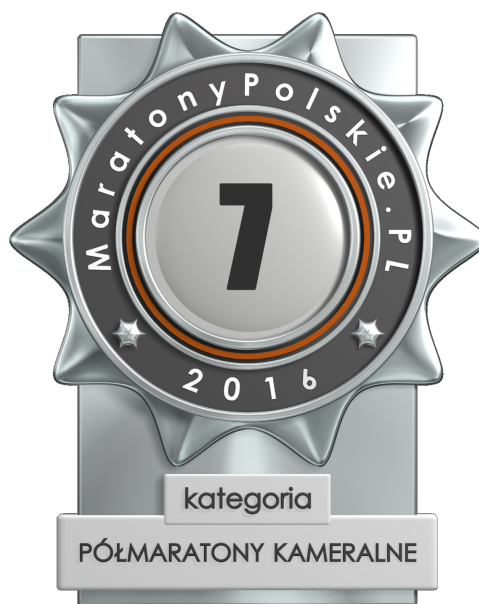 MaratonyPolskie.PL
7
2016
kategoria
PÓŁMARATONY KAMERALNE